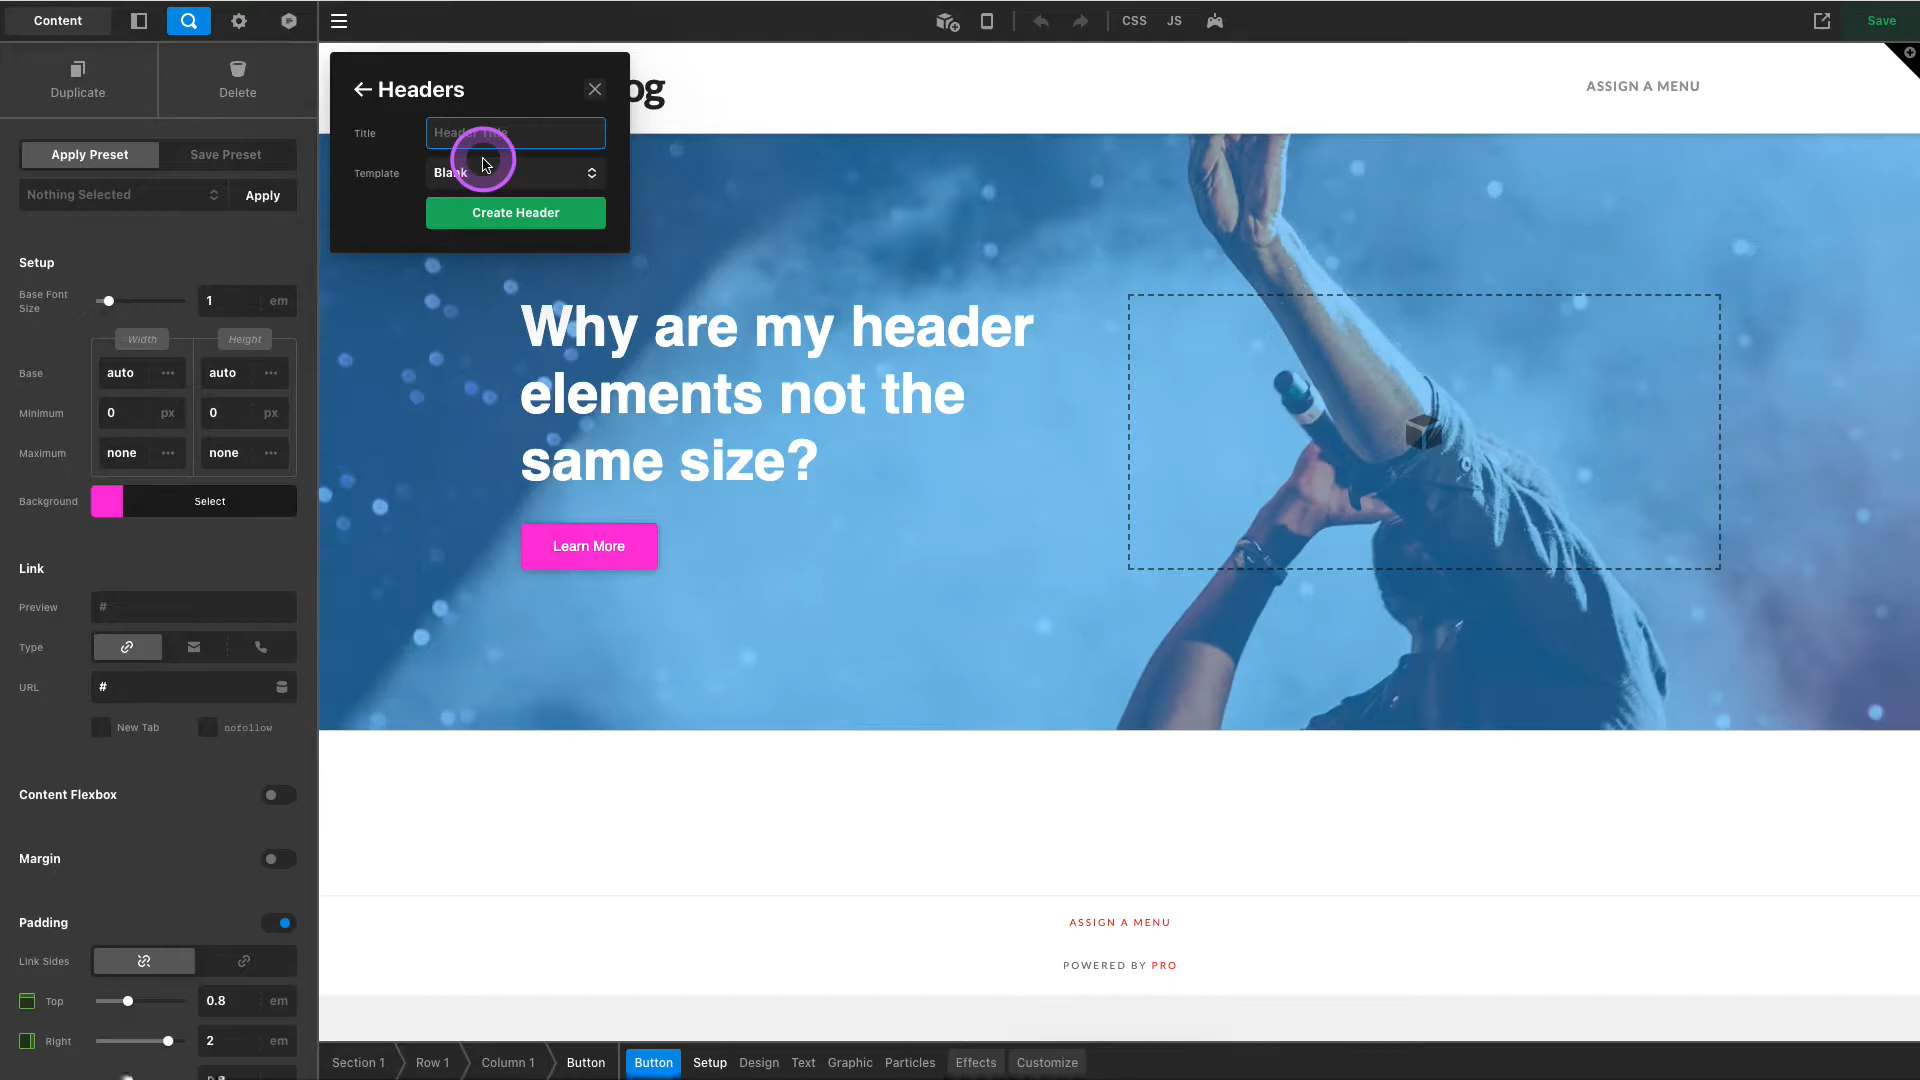 Content
CSS
JS
Save
Duplicate
Delete
Headers
Title
Header Title
Template
Blank
Create Header
og
ASSIGN A MENU
Apply Preset
Save Preset
Nothing Selected
Apply
Setup
Base Font
Size
1
em
Width
Height
Base
auto
auto
Minimum
0
px
0
px
Maximum
none
none
Background
Select
Link
Preview
#
Type
URL
#
New Tab
nofollow
Content Flexbox
Margin
Padding
Link Sides
Top
0.8
em
Right
2
em
Why are my header
elements not the
same size?
Learn More
ASSIGN A MENU
POWERED BY PRO
Section 1
Row 1
Column 1
Button
Button
Setup
Design
Text
Graphic
Particles
Effects
Customize